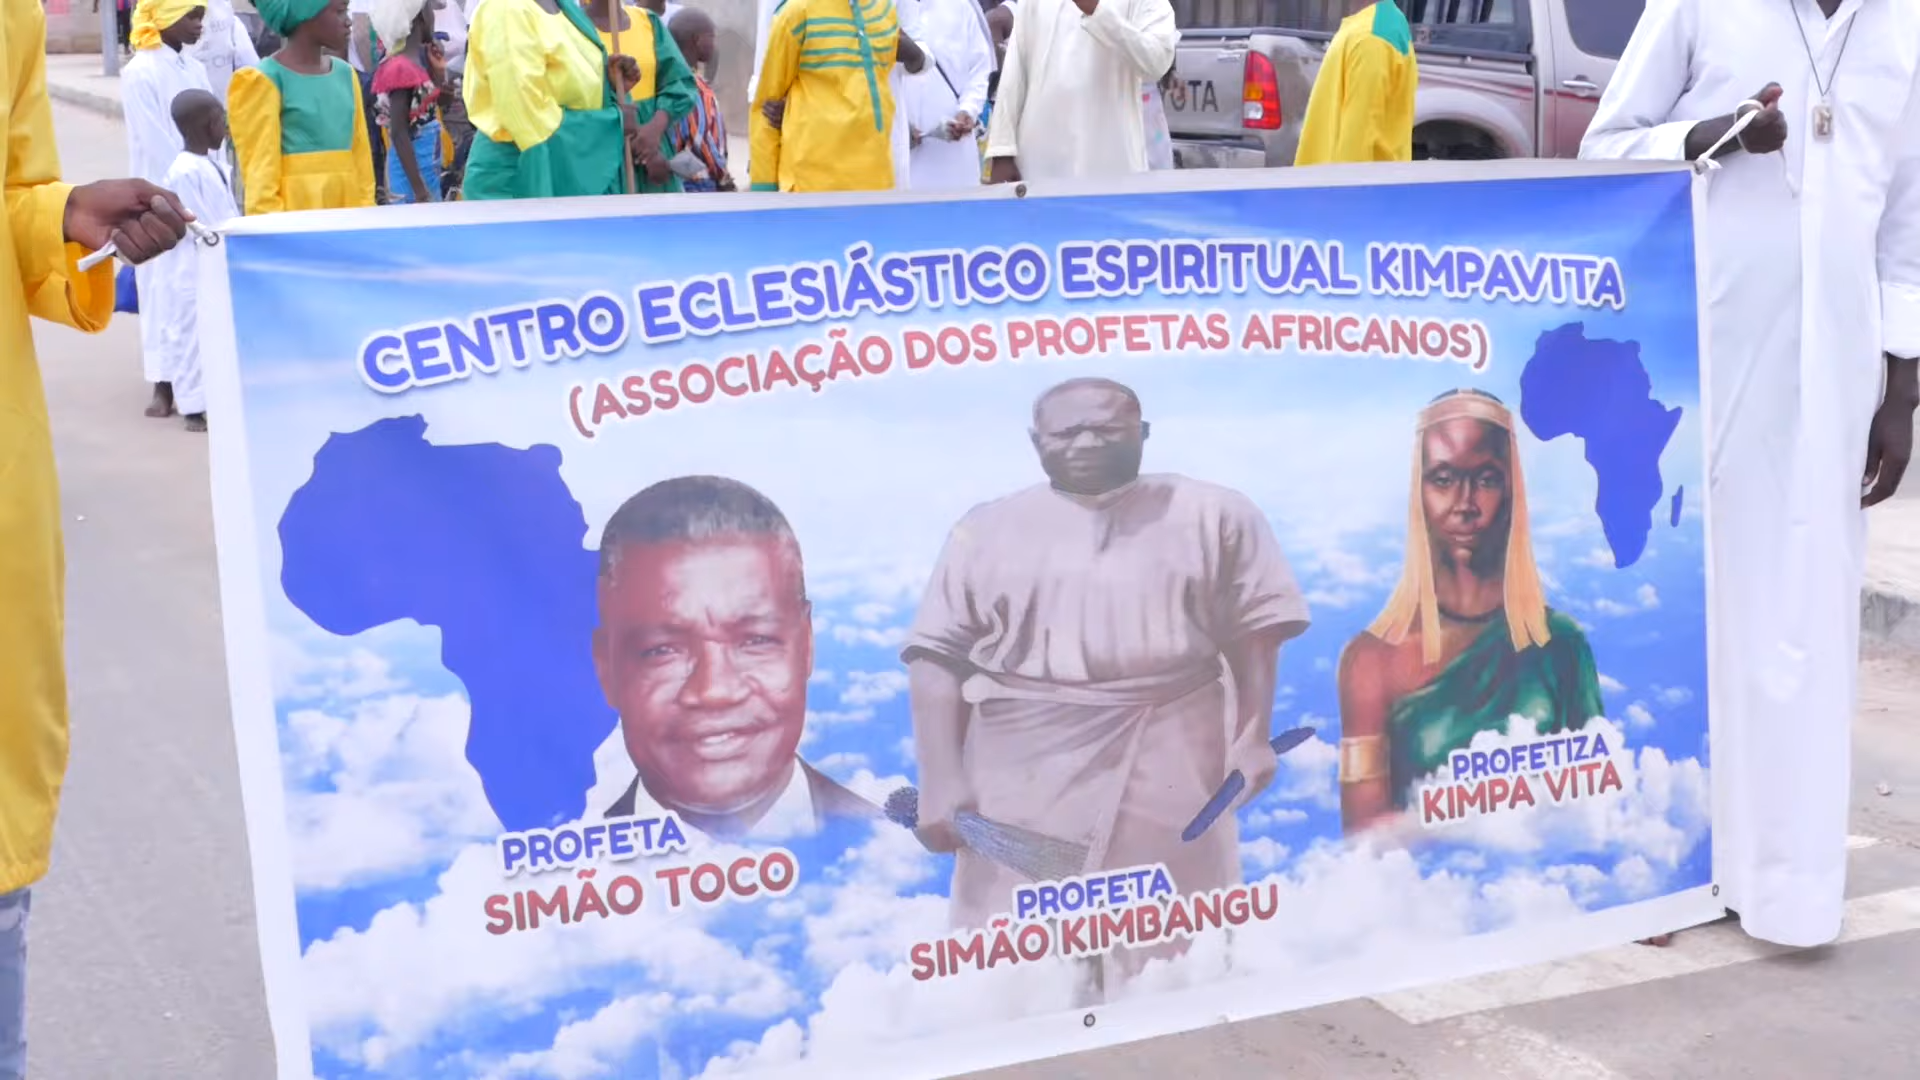 CENTRO ECLESIÁSTICO ESPIRITUAL KIMPAVITA
(ASSOCIAÇÃO DOS PROFETAS AFRICANOS)
PROFETA
SIMÃO TOCO
PROFETA
SIMÃO KIMBANGU
PROFETIZA
KIMPA VITA